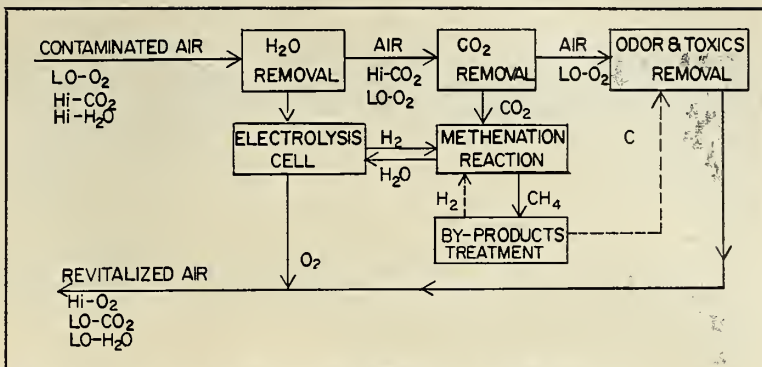 CONTAMINATED AIR
LO-O₂
Hi-CO₂
Hi-H₂O
H₂O
REMOVAL
AIR
Hi-CO₂
LO-O₂
CO₂
REMOVAL
AIR
LO-O₂
ODOR & TOXICS
REMOVAL
CO₂
ELECTROLYSIS
CELL
H₂
H₂O
METHENATION
REACTION
C
H₂
CH₄
BY-PRODUCTS
TREATMENT
O₂
REVITALIZED AIR
Hi-O₂
LO-CO₂
LO-H₂O